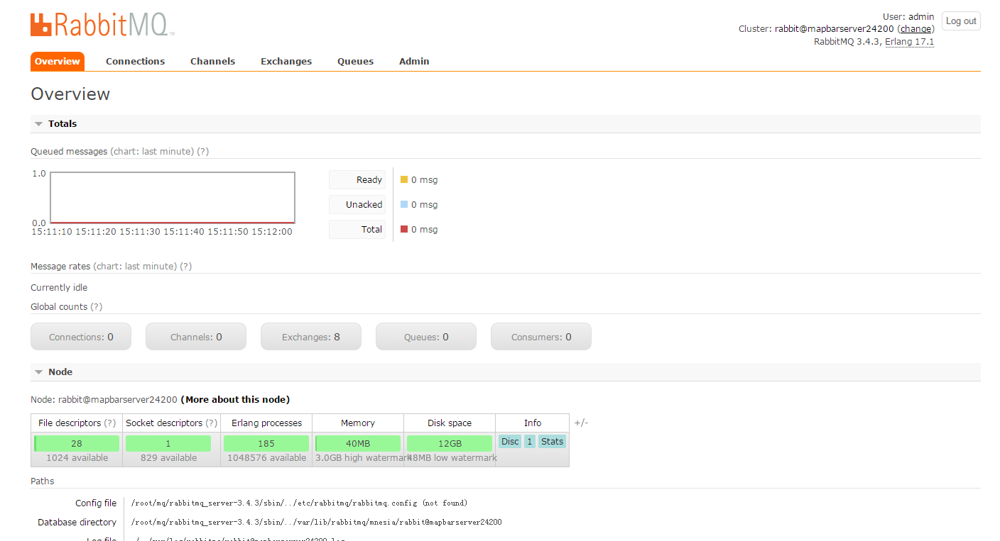 RabbitMQ TM
User: admin
Cluster: rabbit@mapbarserver24200 (change)
RabbitMQ 3.4.3, Erlang 17.1
Log out
Overview Connections Channels Exchanges Queues Admin
Overview
Totals
Queued messages (chart: last minute) (?)
1.0
0.0
15:11:10 15:11:20 15:11:30 15:11:40 15:11:50 15:12:00
Ready 0 msg
Unacked 0 msg
Total 0 msg
Message rates (chart: last minute) (?)
Currently idle
Global counts (?)
Connections: 0 Channels: 0 Exchanges: 8 Queues: 0 Consumers: 0
Node
Node: rabbit@mapbarserver24200 (More about this node)
File descriptors (?) Socket descriptors (?) Erlang processes Memory Disk space Info +/-
28 1 185 40MB 12GB Disc 1 Stats
1024 available 829 available 1048576 available 3.0GB high watermark 48MB low watermark
Paths
Config file /root/mq/rabbitmq_server-3.4.3/sbin/../etc/rabbitmq/rabbitmq.config (not found)
Database directory /root/mq/rabbitmq_server-3.4.3/sbin/../var/lib/rabbitmq/mnesia/rabbit@mapbarserver24200
Log file